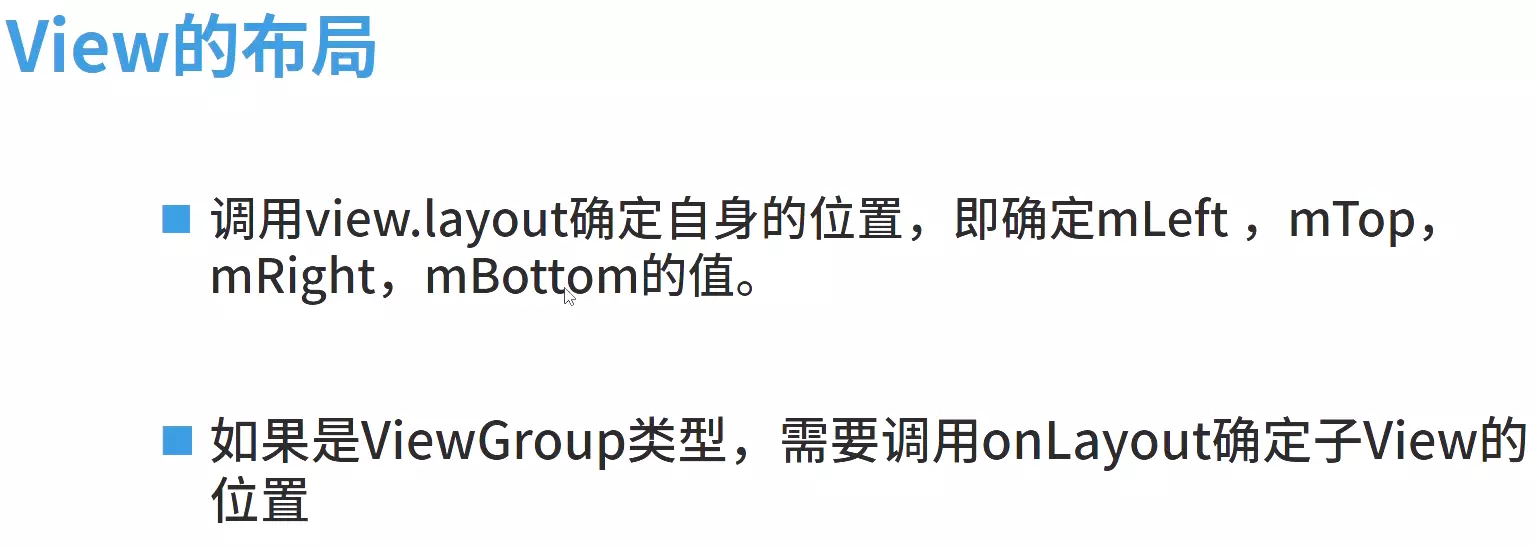 View的布局
调用view.layout确定自身的位置，即确定mLeft ，mTop，
mRight，mBottom的值。
如果是ViewGroup类型，需要调用onLayout确定子View的
位置